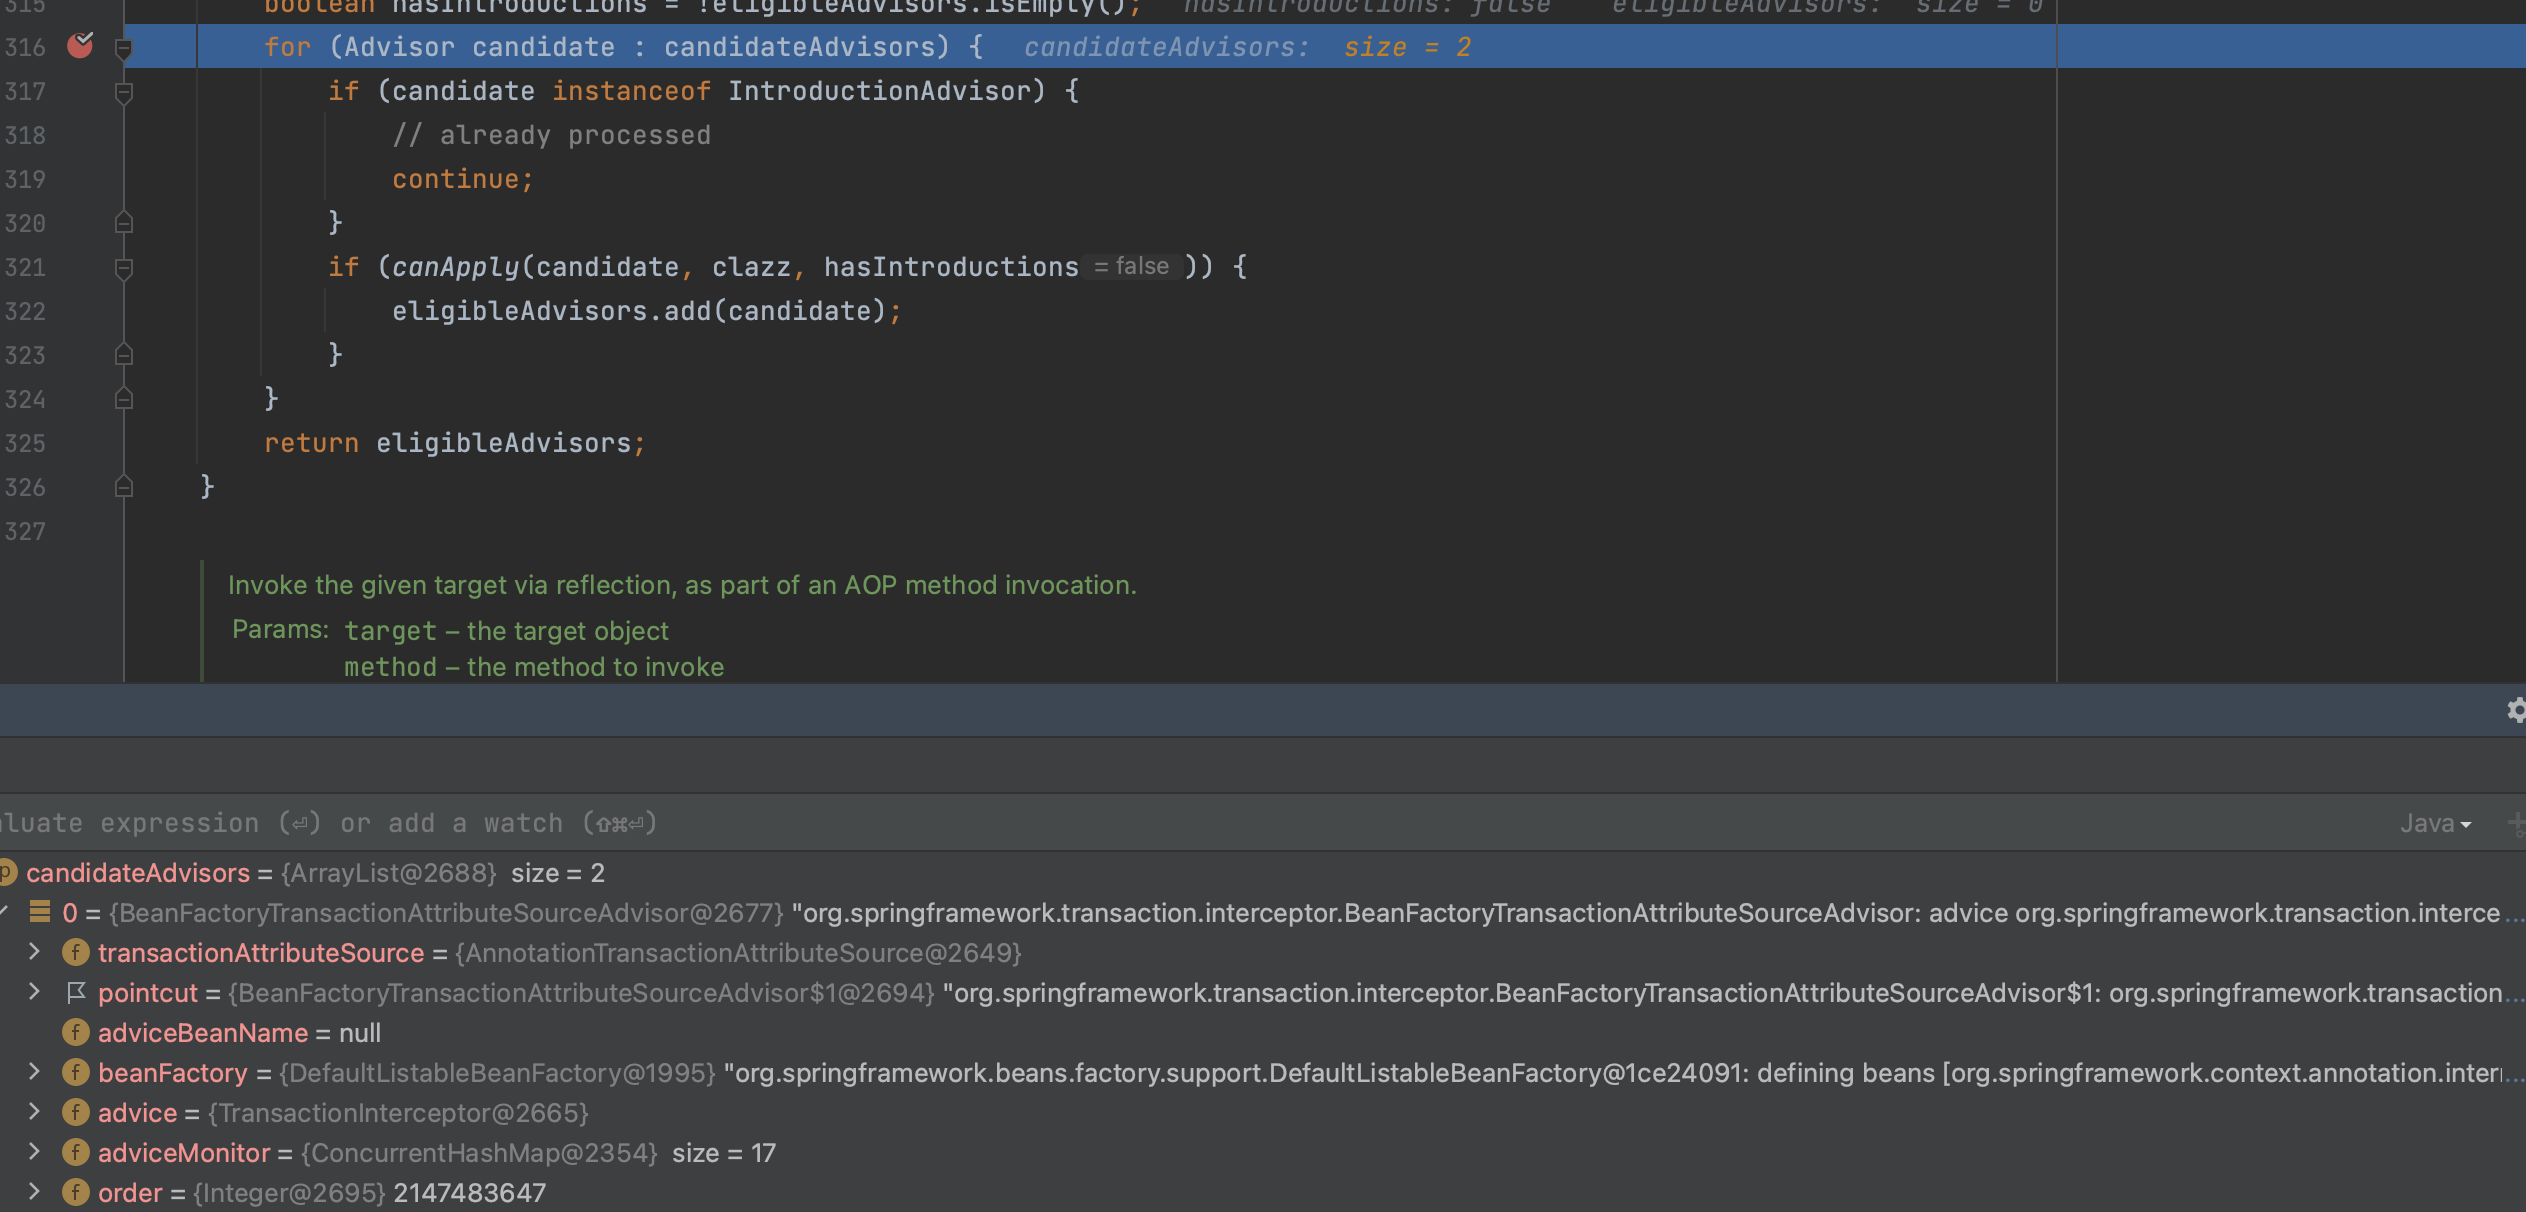 315 boolean hasIntroductions = !eligibleAdvisors.isEmpty(); hasIntroductions: false eligibleAdvisors: size = 0
316 for (Advisor candidate : candidateAdvisors) { candidateAdvisors: size = 2
317 if (candidate instanceof IntroductionAdvisor) {
318 // already processed
319 continue;
320 }
321 if (canApply(candidate, clazz, hasIntroductions = false )) {
322 eligibleAdvisors.add(candidate);
323 }
324 }
325 return eligibleAdvisors;
326 }
327
Invoke the given target via reflection, as part of an AOP method invocation.
Params: target – the target object
method – the method to invoke
luate expression (⏎) or add a watch (⇧⌘⏎) Java
p candidateAdvisors = {ArrayList@2688} size = 2
0 = {BeanFactoryTransactionAttributeSourceAdvisor@2677} "org.springframework.transaction.interceptor.BeanFactoryTransactionAttributeSourceAdvisor: advice org.springframework.transaction.interce...
f transactionAttributeSource = {AnnotationTransactionAttributeSource@2649}
pointcut = {BeanFactoryTransactionAttributeSourceAdvisor$1@2694} "org.springframework.transaction.interceptor.BeanFactoryTransactionAttributeSourceAdvisor$1: org.springframework.transaction...
f adviceBeanName = null
f beanFactory = {DefaultListableBeanFactory@1995} "org.springframework.beans.factory.support.DefaultListableBeanFactory@1ce24091: defining beans [org.springframework.context.annotation.inter...
f advice = {TransactionInterceptor@2665}
f adviceMonitor = {ConcurrentHashMap@2354} size = 17
f order = {Integer@2695} 2147483647